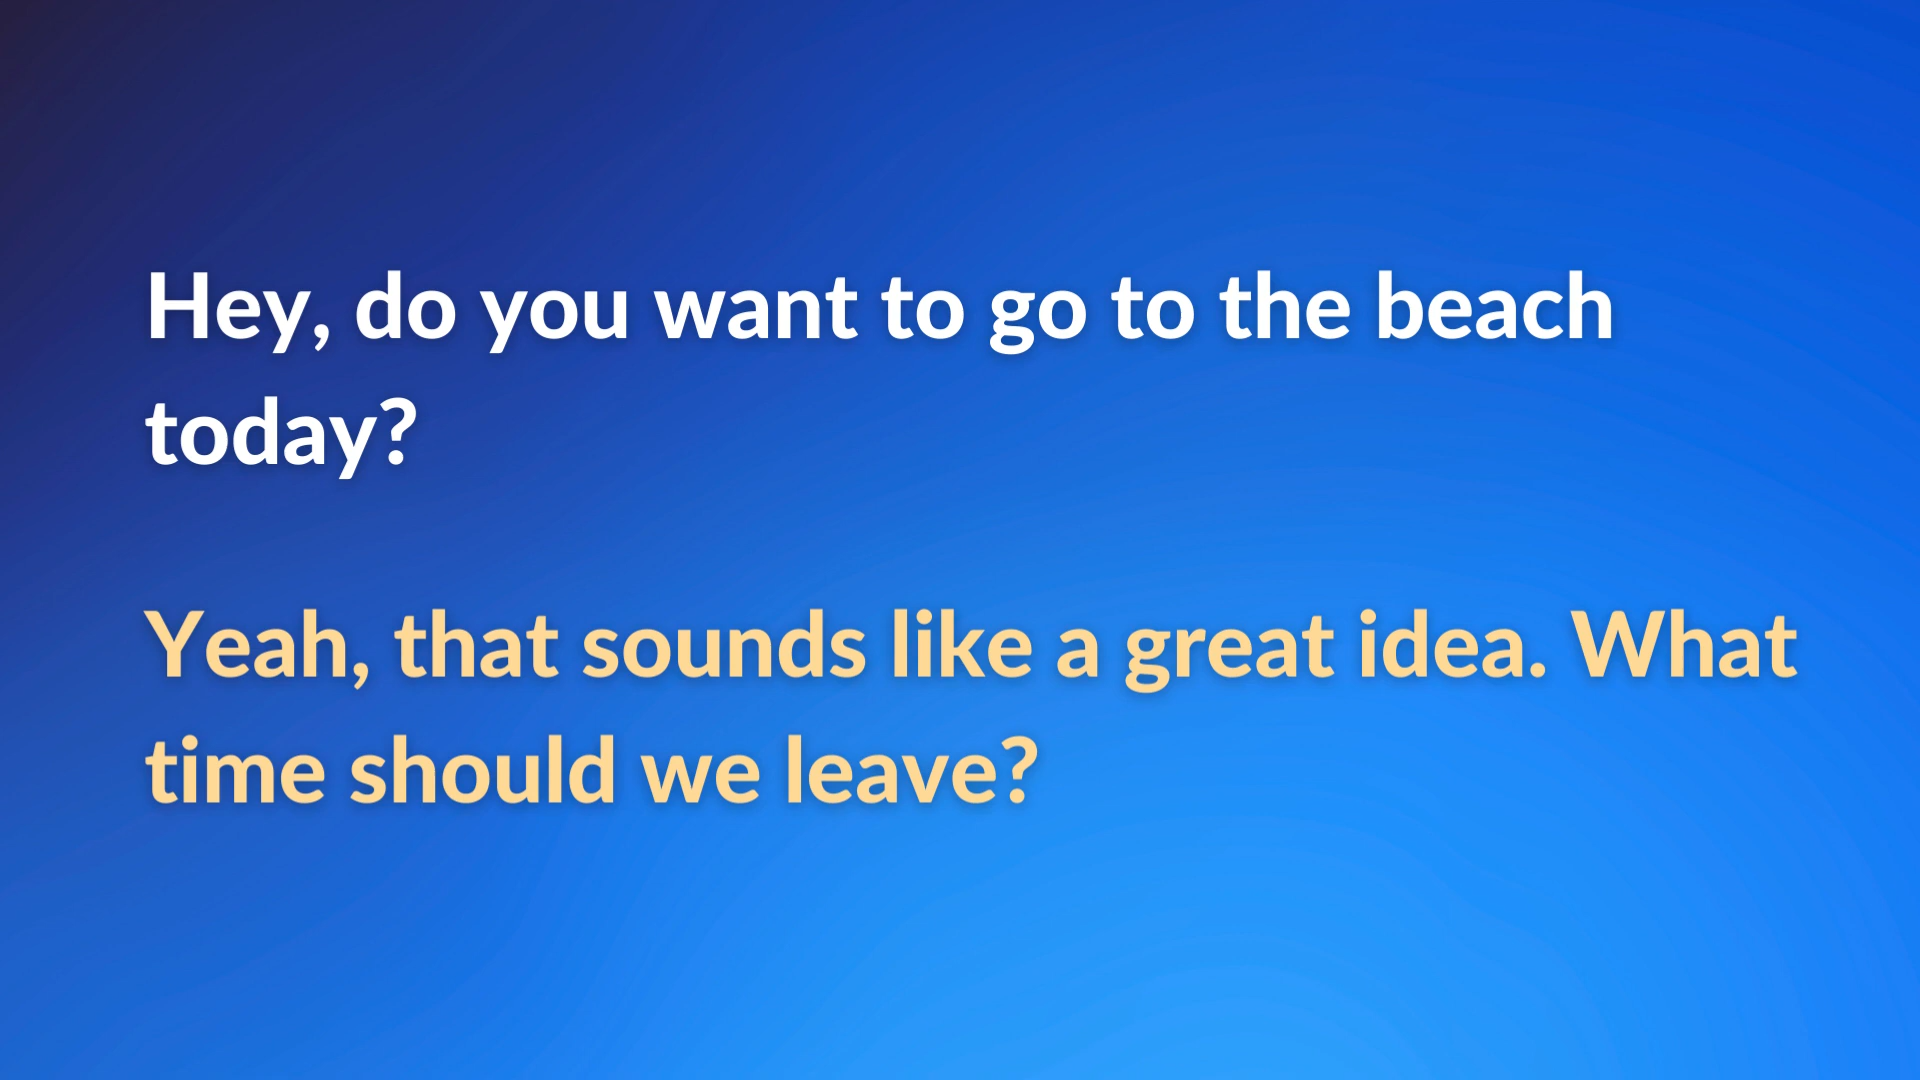 Hey, do you want to go to the beach
today?
Yeah, that sounds like a great idea. What
time should we leave?